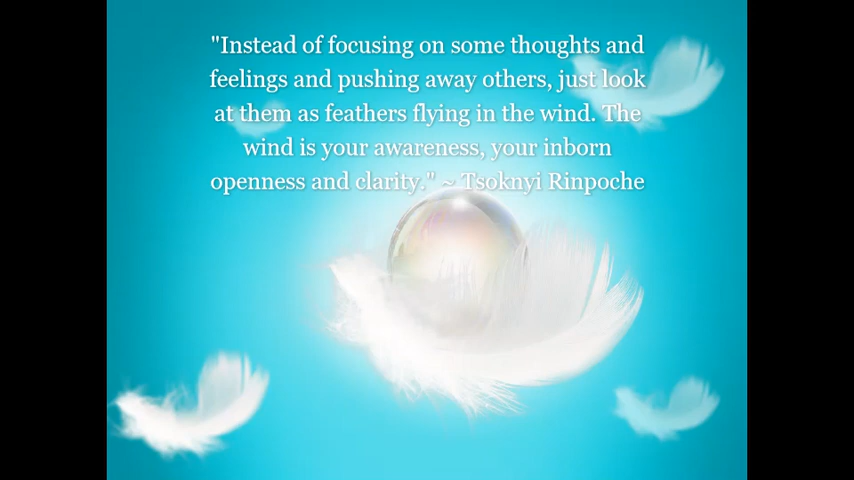 "Instead of focusing on some thoughts and
feelings and pushing away others, just look
at them as feathers flying in the wind. The
wind is your awareness, your inborn
openness and clarity." ~ Tsoknyi Rinpoche